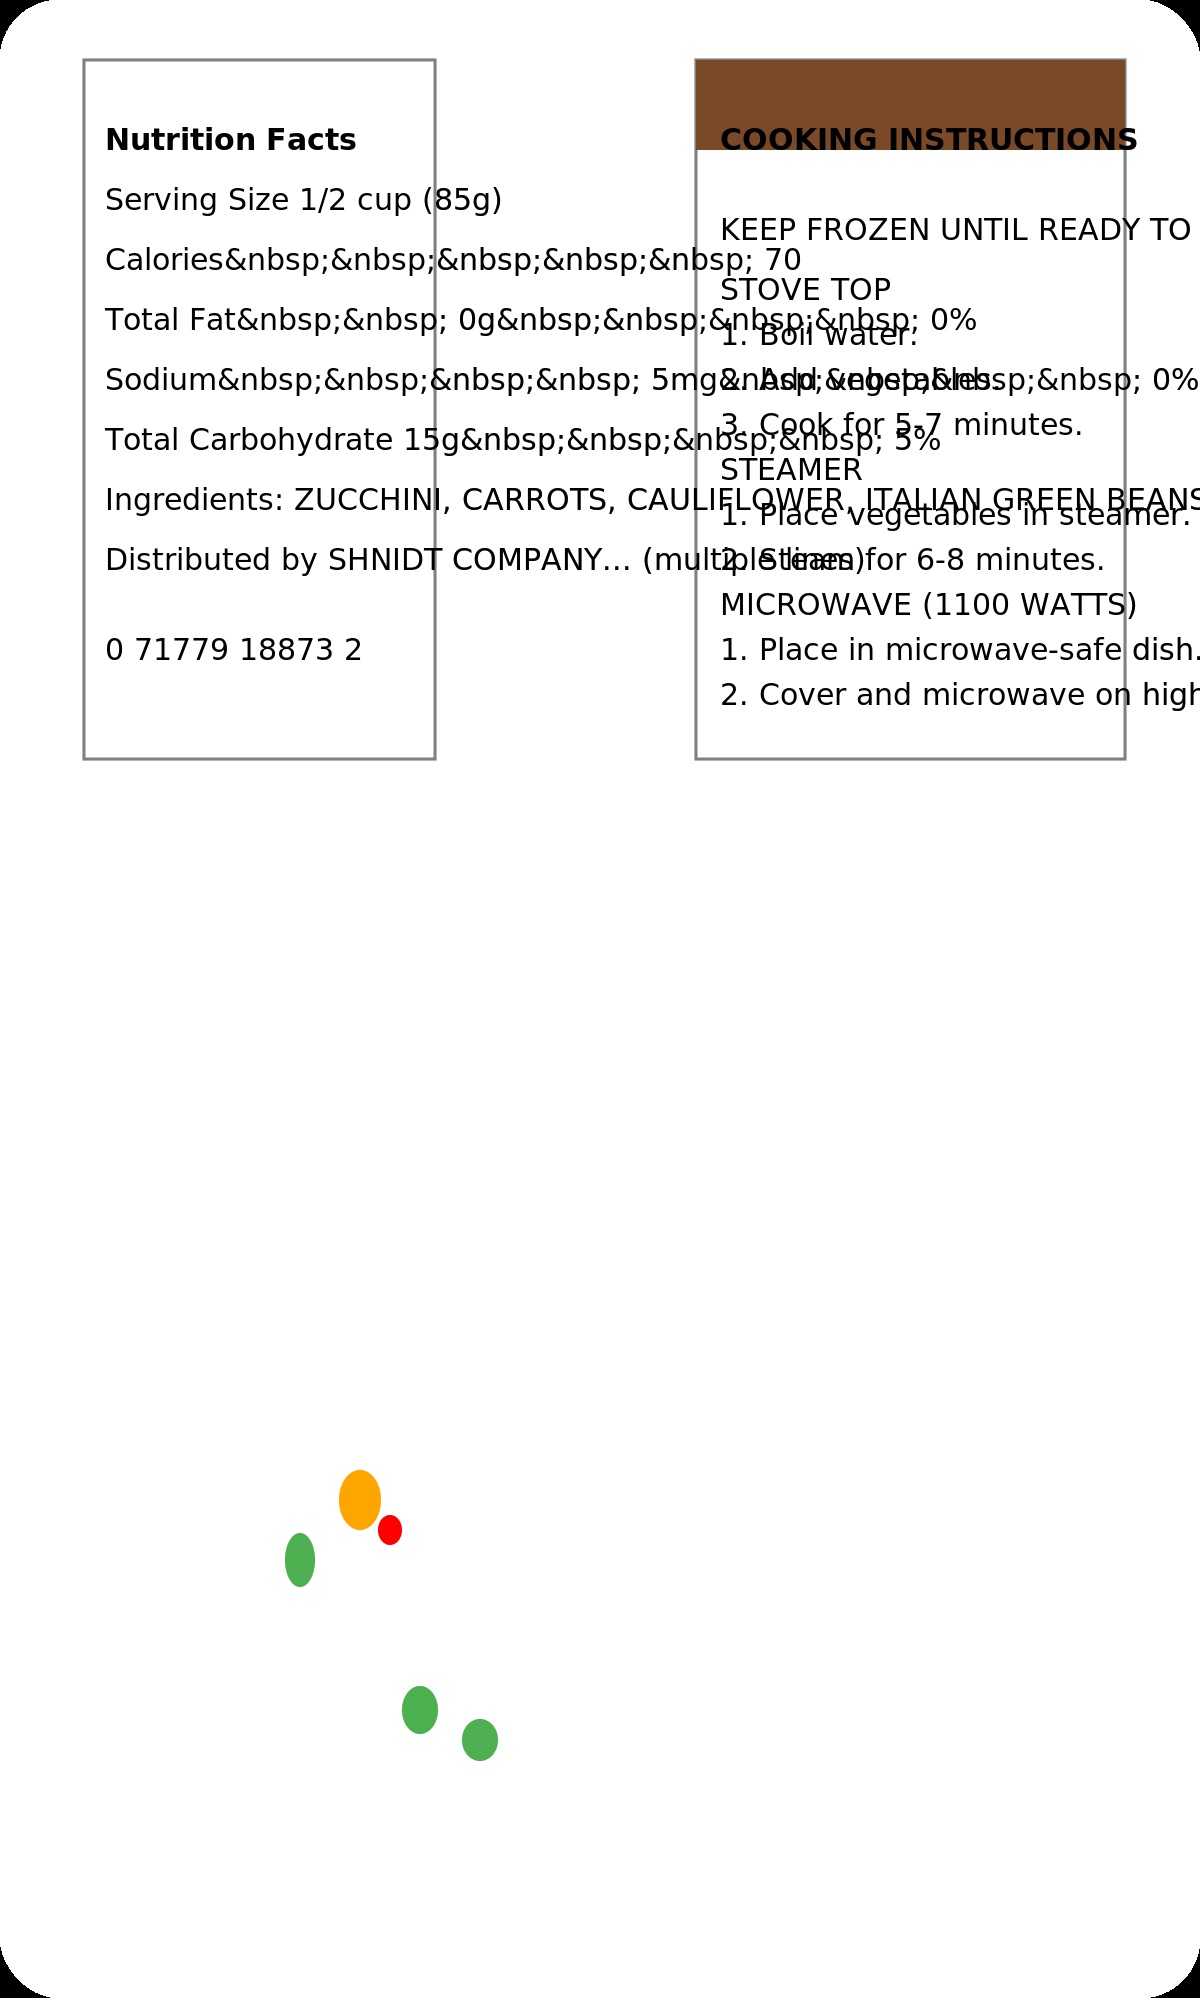 Nutrition Facts
Serving Size 1/2 cup (85g)
Calories&nbsp;&nbsp;&nbsp;&nbsp;&nbsp; 70
Total Fat&nbsp;&nbsp; 0g&nbsp;&nbsp;&nbsp;&nbsp; 0%
Sodium&nbsp;&nbsp;&nbsp;&nbsp; 5mg&nbsp;&nbsp;&nbsp;&nbsp; 0%
Total Carbohydrate 15g&nbsp;&nbsp;&nbsp;&nbsp; 5%
Ingredients: ZUCCHINI, CARROTS, CAULIFLOWER, ITALIAN GREEN BEANS
Distributed by SHNIDT COMPANY... (multiple lines)
0 71779 18873 2
COOKING INSTRUCTIONS
KEEP FROZEN UNTIL READY TO
STOVE TOP
1. Boil water.
2. Add vegetables.
3. Cook for 5-7 minutes.
STEAMER
1. Place vegetables in steamer.
2. Steam for 6-8 minutes.
MICROWAVE (1100 WATTS)
1. Place in microwave-safe dish.
2. Cover and microwave on high